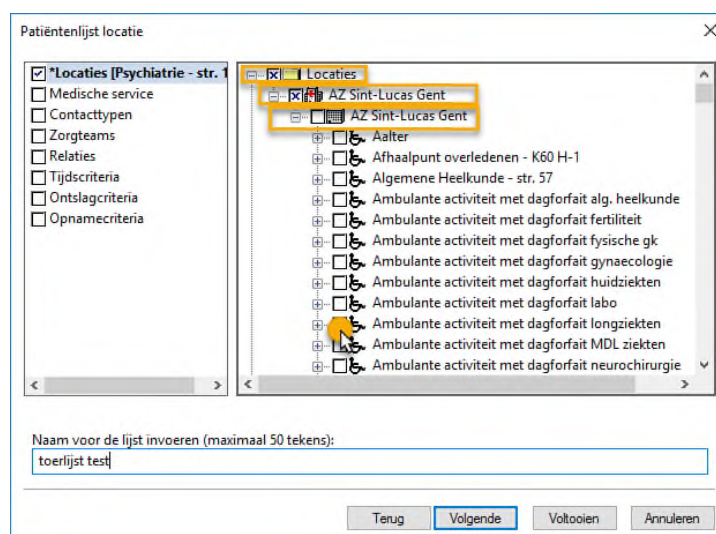 Patiëntenlijst locatie
*Locaties [Psychiatrie - str. 1
Medische service
Contacttypen
Zorgteams
Relaties
Tijdscriteria
Ontslagcriteria
Opnamecriteria
Locaties
AZ Sint-Lucas Gent
AZ Sint-Lucas Gent
Aalter
Afhaalpunt overledenen - K60 H-1
Algemene Heelkunde - str. 57
Ambulante activiteit met dagforfait alg. heelkunde
Ambulante activiteit met dagforfait fertiliteit
Ambulante activiteit met dagforfait fysische gk
Ambulante activiteit met dagforfait gynaecologie
Ambulante activiteit met dagforfait huidziekten
Ambulante activiteit met dagforfait labo
Ambulante activiteit met dagforfait longziekten
Ambulante activiteit met dagforfait MDL ziekten
Ambulante activiteit met dagforfait neurochirurgie
Naam voor de lijst invoeren (maximaal 50 tekens):
toerlijst test
Terug Volgende Voltooien Annuleren